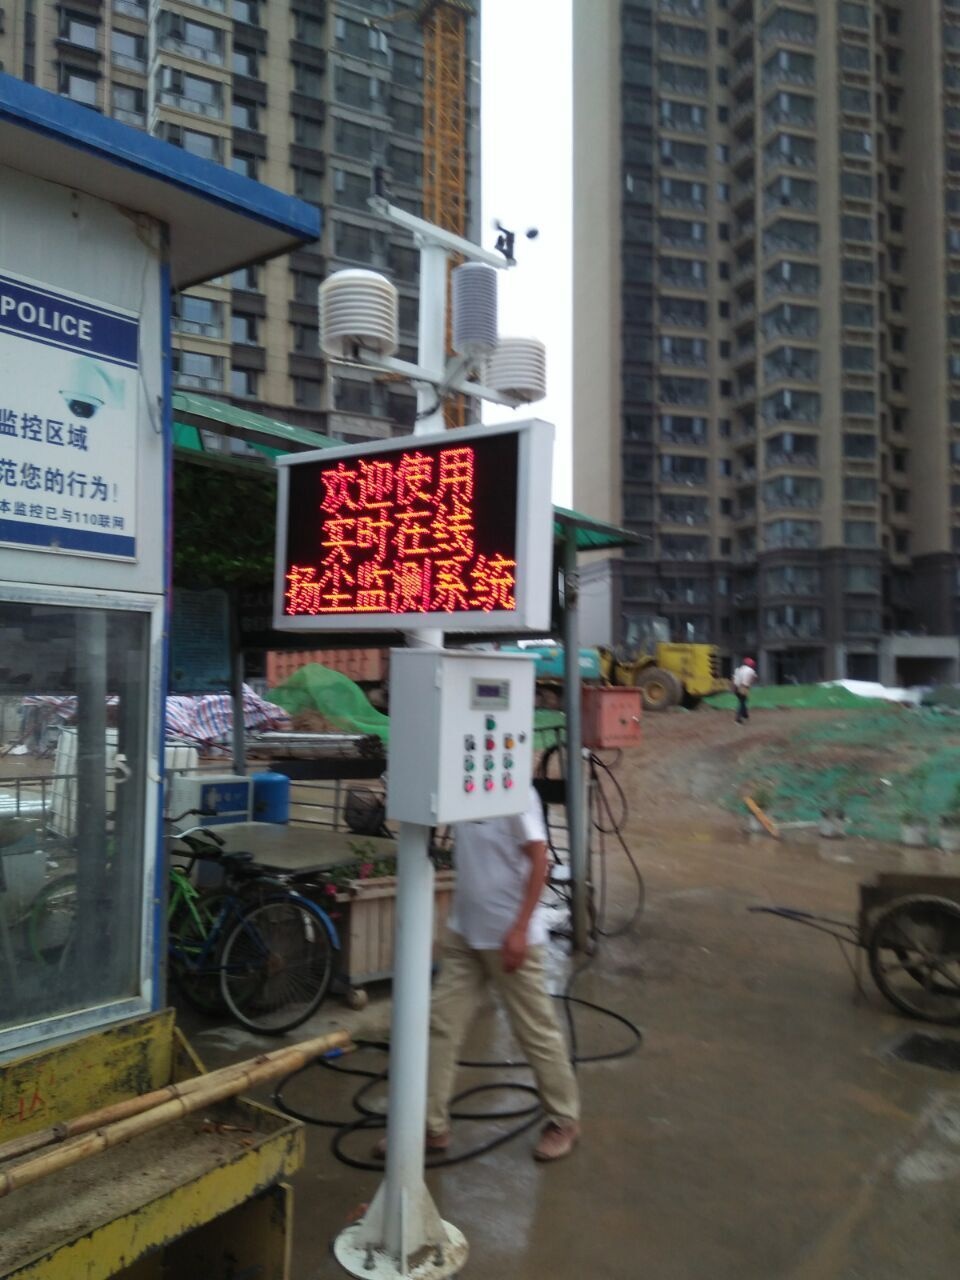 POLICE
监控区域
范您的行为!
本监控已与110联网
欢迎使用
实时在线
扬尘监测系统